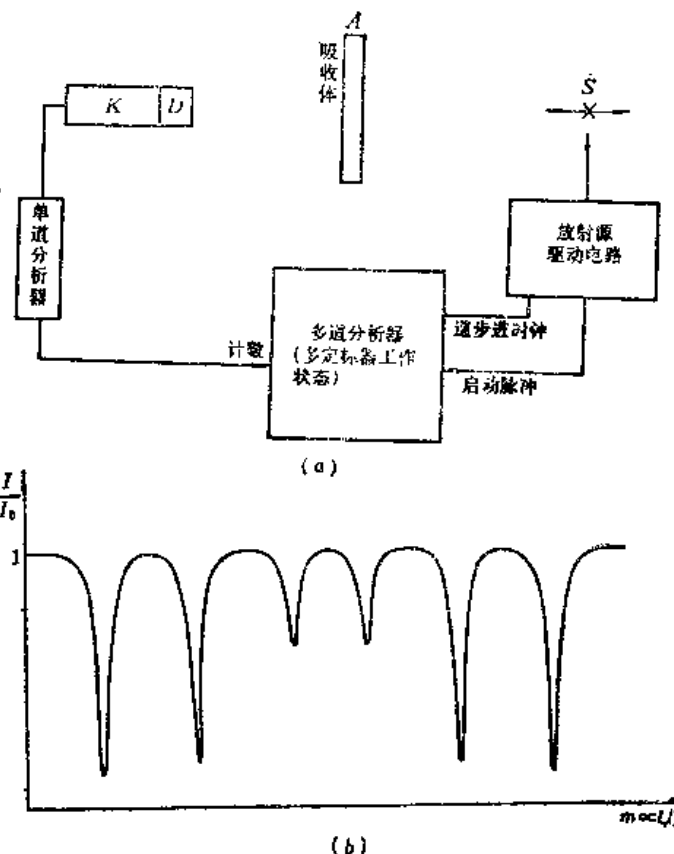 A
吸
收
体
K D
S
单
道
分
析
器
放射源
驱动电路
多道分析器
(多定标器工作
状态)
计数
道步进时钟
启动脉冲
(a)
I
I₀
1
(b)